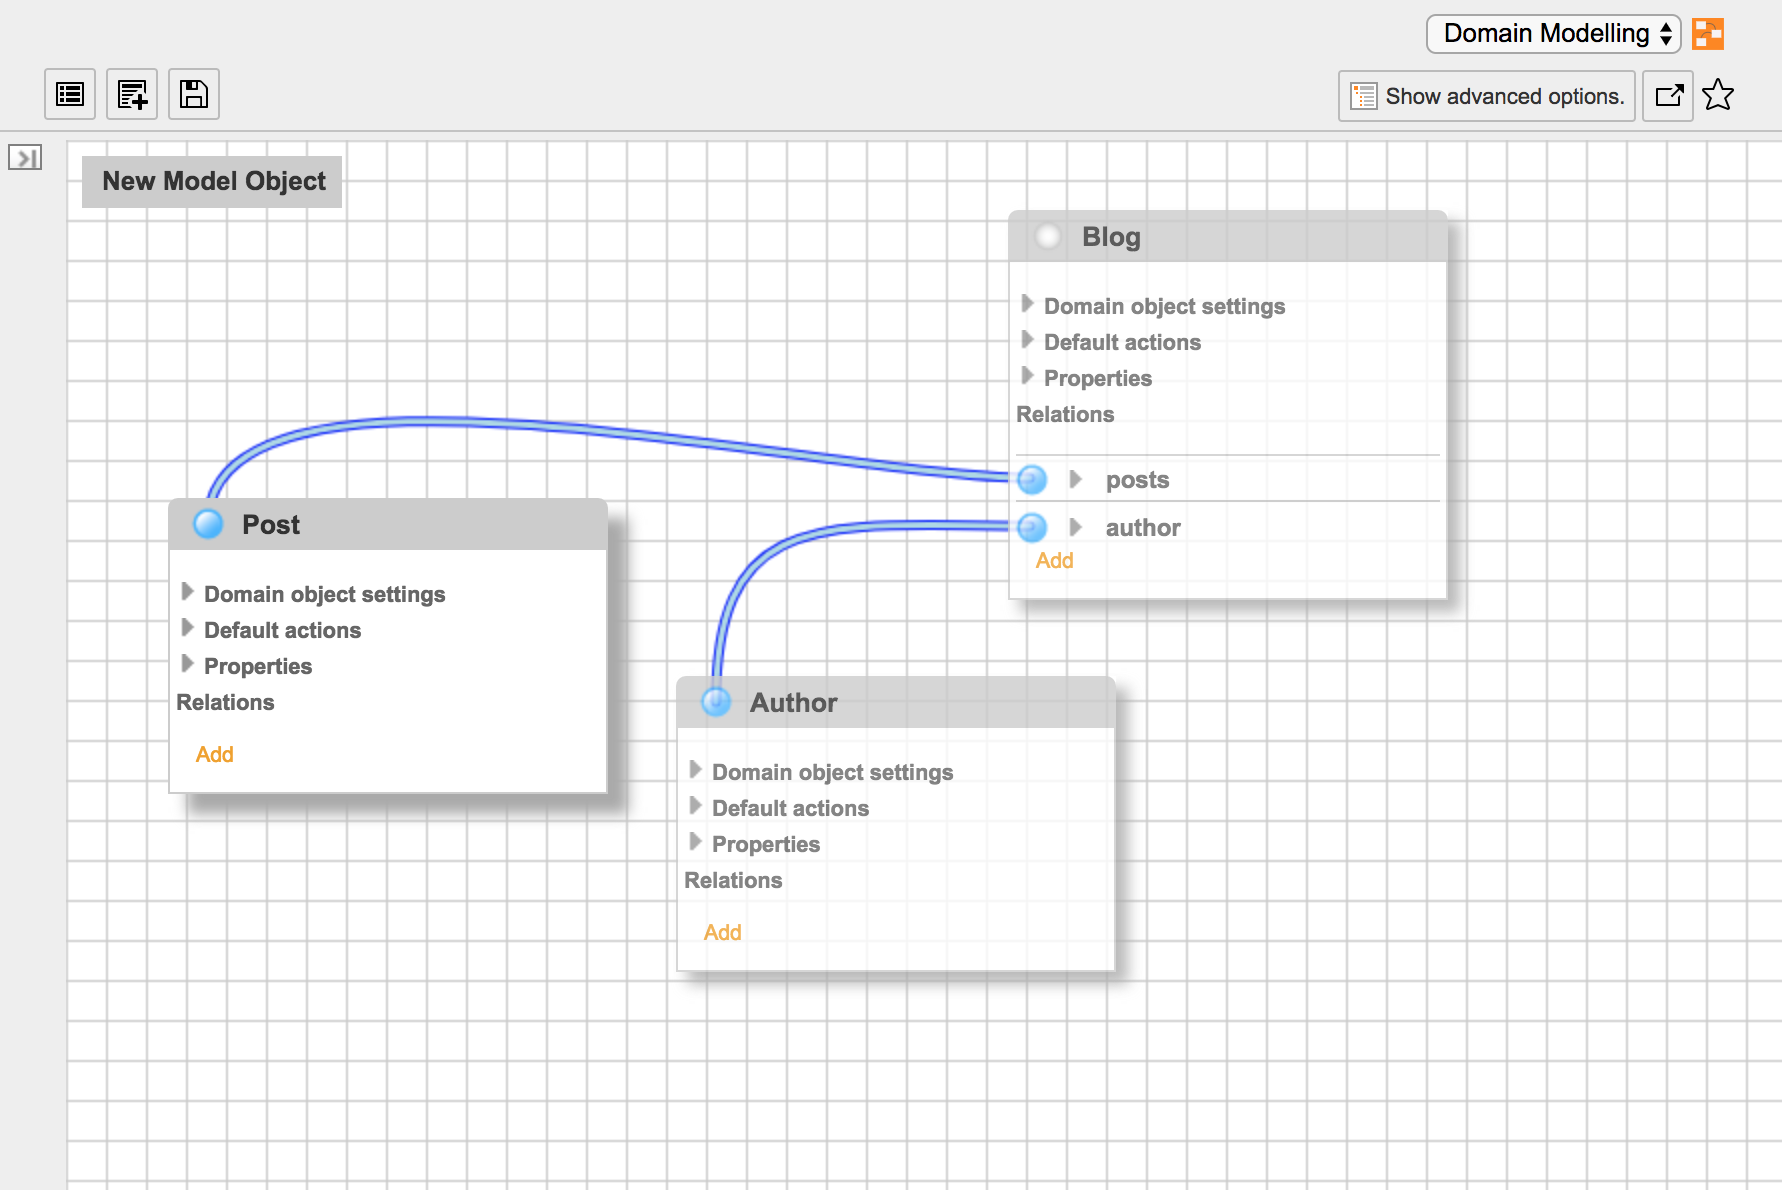 Domain Modelling
Show advanced options.
New Model Object
Blog
Domain object settings
Default actions
Properties
Relations
posts
author
Add
Post
Domain object settings
Default actions
Properties
Relations
Add
Author
Domain object settings
Default actions
Properties
Relations
Add